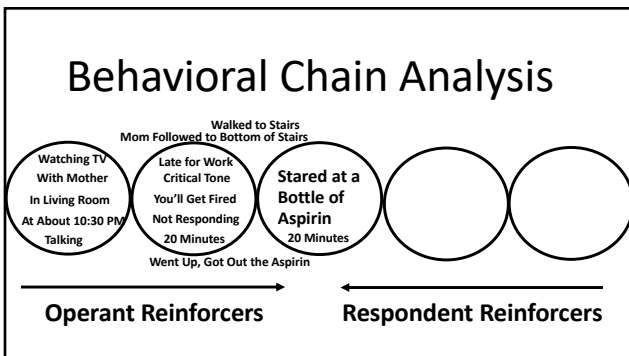 Behavioral Chain Analysis
Walked to Stairs
Mom Followed to Bottom of Stairs
Watching TV
With Mother
In Living Room
At About 10:30 PM
Talking
Late for Work
Critical Tone
You'll Get Fired
Not Responding
20 Minutes
Stared at a
Bottle of
Aspirin
20 Minutes
Went Up, Got Out the Aspirin
Operant Reinforcers
Respondent Reinforcers